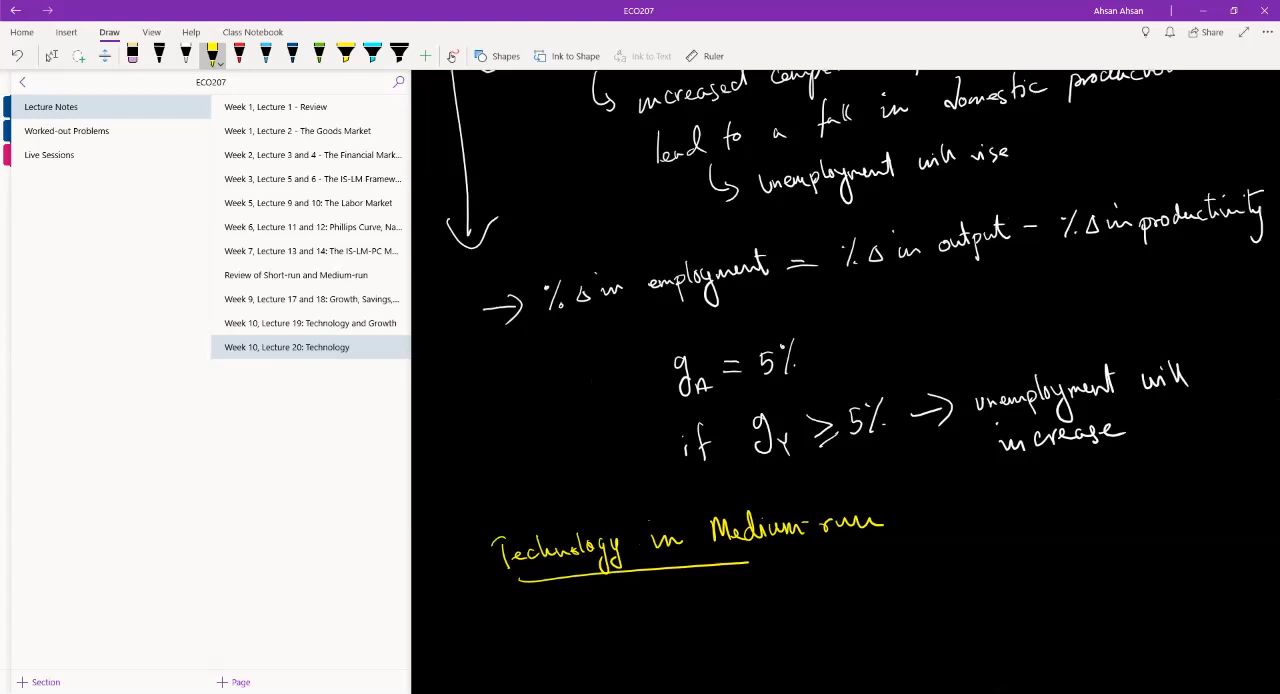 ECO207
Ahsan Ahsan
Home Insert Draw View Help Class Notebook
Share
Shapes Ink to Shape Ink to Text Ruler
ECO207
Lecture Notes
Worked-out Problems
Live Sessions
Week 1, Lecture 1 - Review
Week 1, Lecture 2 - The Goods Market
Week 2, Lecture 3 and 4 - The Financial Mark...
Week 3, Lecture 5 and 6 - The IS-LM Framew...
Week 5, Lecture 9 and 10: The Labor Market
Week 6, Lecture 11 and 12: Phillips Curve, Na...
Week 7, Lecture 13 and 14: The IS-LM-PC M...
Review of Short-run and Medium-run
Week 9, Lecture 17 and 18: Growth, Savings,...
Week 10, Lecture 19: Technology and Growth
Week 10, Lecture 20: Technology
+ Section
+ Page
↳ increased
lead to a fall in domestic production
↳ unemployment will rise
→ % Δ in employment = % Δ in output - % Δ in productivity
gA = 5%
if gY ≥ 5% → unemployment will
increase
Technology in Medium-run